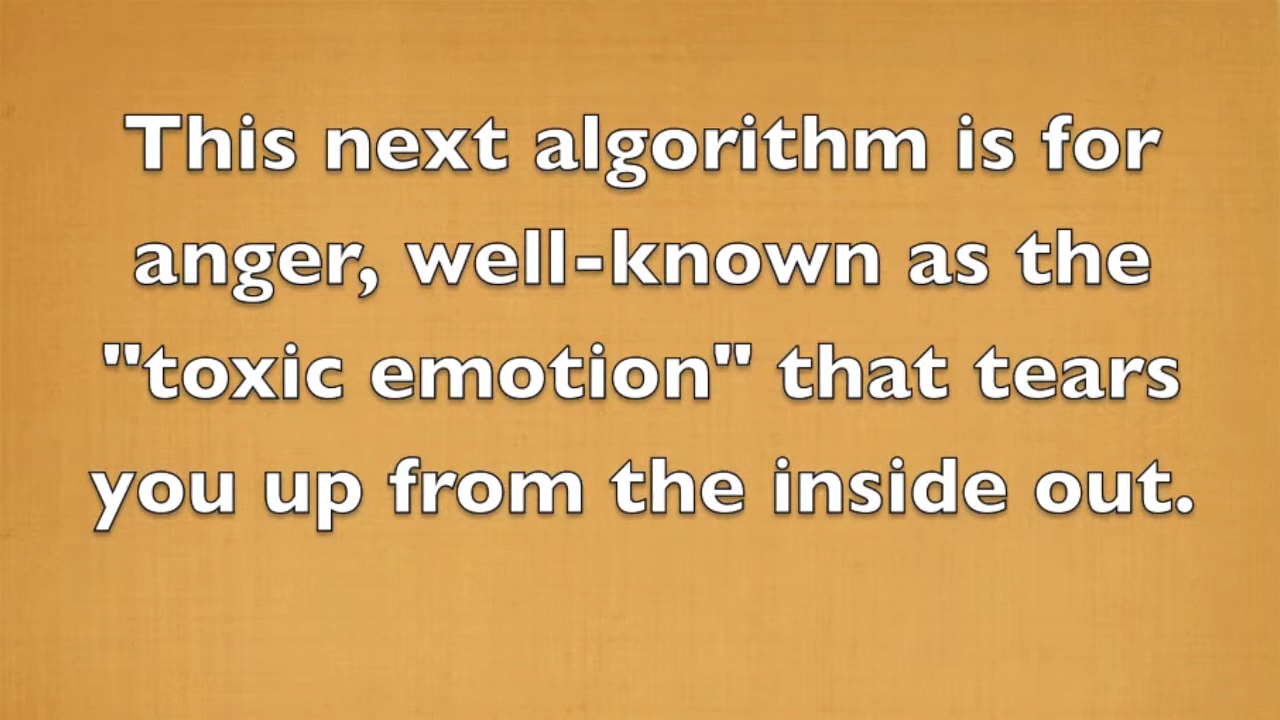 This next algorithm is for
anger, well-known as the
"toxic emotion" that tears
you up from the inside out.